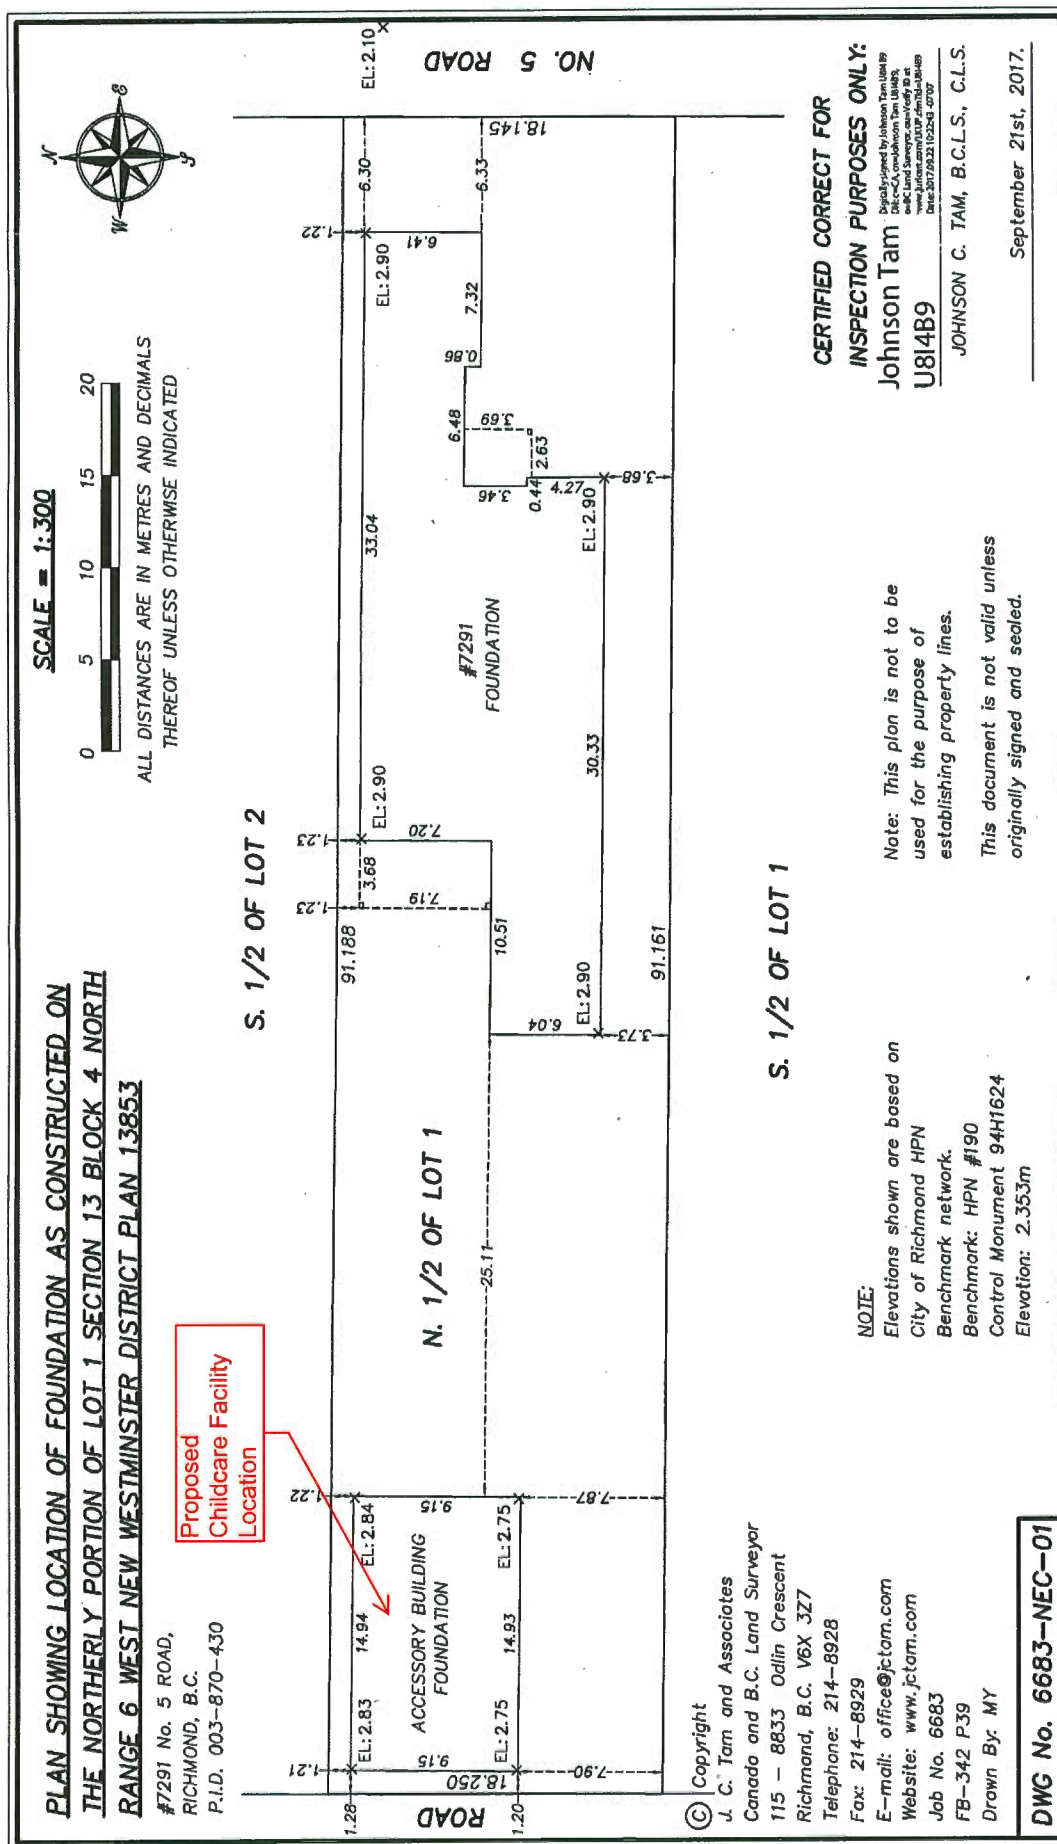 PLAN SHOWING LOCATION OF FOUNDATION AS CONSTRUCTED ON
THE NORTHERLY PORTION OF LOT 1 SECTION 13 BLOCK 4 NORTH
RANGE 6 WEST NEW WESTMINSTER DISTRICT PLAN 13853
#7291 No. 5 ROAD,
RICHMOND, B.C.
P.I.D. 003-870-430
SCALE = 1:300
0 5 10 15 20
ALL DISTANCES ARE IN METRES AND DECIMALS
THEREOF UNLESS OTHERWISE INDICATED
N
E
S
W
Proposed
Childcare Facility
Location
S. 1/2 OF LOT 2
91.188
1.28
1.21
1.22
1.23
1.23
1.22
EL: 2.83
14.94
EL: 2.84
ACCESSORY BUILDING
FOUNDATION
9.15
9.15
EL: 2.75
14.93
EL: 2.75
1.20
18.250
ROAD
7.90
7.87
N. 1/2 OF LOT 1
25.11
3.68
7.19
7.20
EL: 2.90
10.51
6.04
EL: 2.90
3.73
33.04
#7291
FOUNDATION
30.33
EL: 2.90
3.68
4.27
0.44
2.63
3.46
3.69
6.48
0.86
7.32
6.41
EL: 2.90
6.30
6.33
18.145
EL: 2.10
NO. 5 ROAD
91.161
S. 1/2 OF LOT 1
© Copyright
J. C. Tam and Associates
Canada and B.C. Land Surveyor
115 - 8833 Odlin Crescent
Richmond, B.C. V6X 3Z7
Telephone: 214-8928
Fax: 214-8929
E-mail: office@jctam.com
Website: www.jctam.com
Job No. 6683
FB-342 P39
Drawn By: MY
DWG No. 6683-NEC-01
NOTE:
Elevations shown are based on
City of Richmond HPN
Benchmark network.
Benchmark: HPN #190
Control Monument 94H1624
Elevation: 2.353m
Note: This plan is not to be
used for the purpose of
establishing property lines.
This document is not valid unless
originally signed and sealed.
CERTIFIED CORRECT FOR
INSPECTION PURPOSES ONLY:
Johnson Tam
U8I4B9
Digitally signed by Johnson Tam U8I4B9
JOHNSON C. TAM, B.C.L.S., C.L.S.
September 21st, 2017.